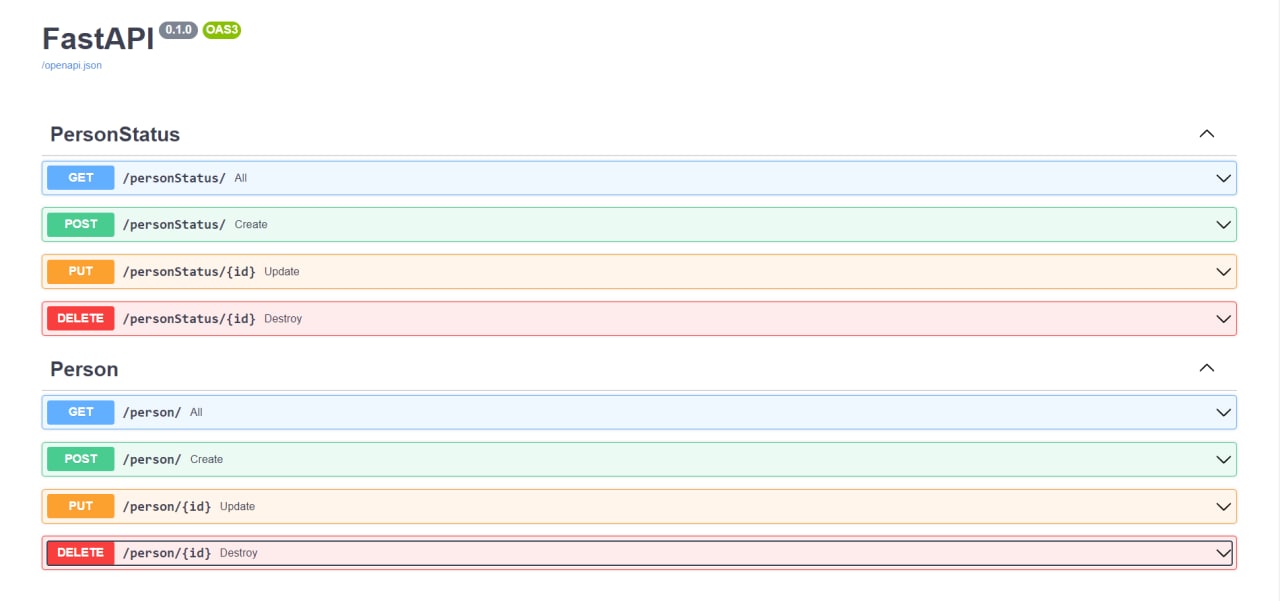 FastAPI 0.1.0 OAS3
/openapi.json
PersonStatus
GET /personStatus/ All
POST /personStatus/ Create
PUT /personStatus/{id} Update
DELETE /personStatus/{id} Destroy
Person
GET /person/ All
POST /person/ Create
PUT /person/{id} Update
DELETE /person/{id} Destroy